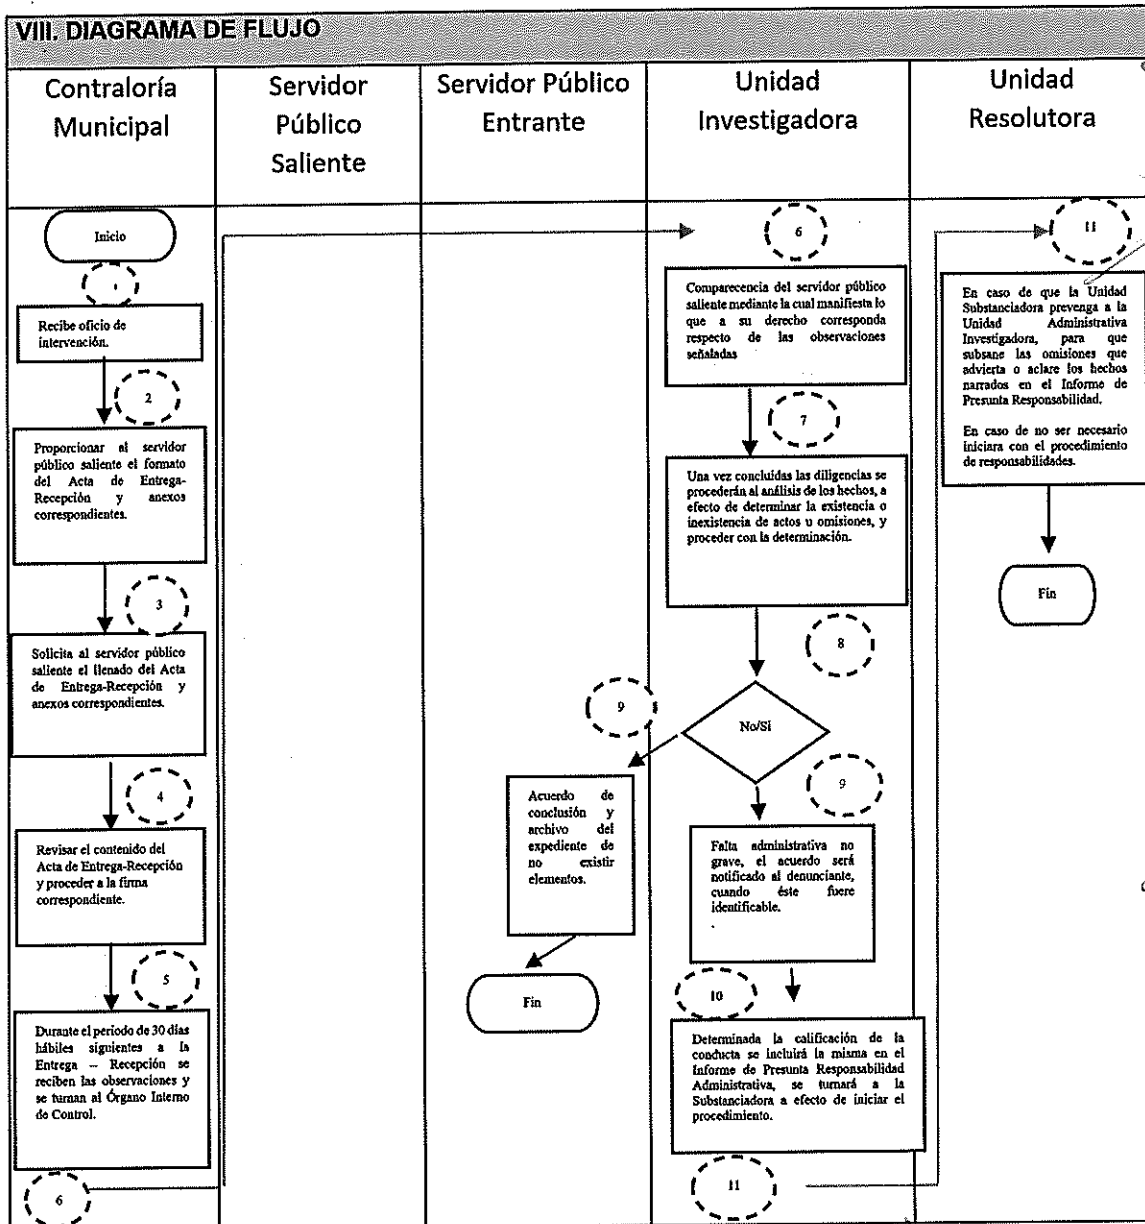 VIII. DIAGRAMA DE FLUJO
Contraloría
Municipal
Servidor
Público
Saliente
Servidor Público
Entrante
Unidad
Investigadora
Unidad
Resolutora
Inicio
1
Recibe oficio de
intervención.
2
Proporcionar al servidor
público saliente el formato
del Acta de Entrega-
Recepción y anexos
correspondientes.
3
Solicita al servidor público
saliente el llenado del Acta
de Entrega-Recepción y
anexos correspondientes.
4
Revisar el contenido del
Acta de Entrega-Recepción
y proceder a la firma
correspondiente.
5
Durante el periodo de 30 días
hábiles siguientes a la
Entrega – Recepción se
reciben las observaciones y
se turnan al Órgano Interno
de Control.
6
6
Comparecencia del servidor público
saliente mediante la cual manifiesta lo
que a su derecho corresponda
respecto de las observaciones
señaladas
7
Una vez concluidas las diligencias se
procederán al análisis de los hechos, a
efecto de determinar la existencia o
inexistencia de actos u omisiones, y
proceder con la determinación.
8
No/Sí
9
Acuerdo de
conclusión y
archivo del
expediente de
no existir
elementos.
Fin
9
Falta administrativa no
grave, el acuerdo será
notificado al denunciante,
cuando éste fuere
identificable.
.
10
Determinada la calificación de la
conducta se incluirá la misma en el
Informe de Presunta Responsabilidad
Administrativa, se turnará a la
Substanciadora a efecto de iniciar el
procedimiento.
11
11
En caso de que la Unidad
Substanciadora prevenga a la
Unidad Administrativa
Investigadora, para que
subsane las omisiones que
advierta o aclare los hechos
narrados en el Informe de
Presunta Responsabilidad.
En caso de no ser necesario
iniciara con el procedimiento
de responsabilidades.
Fin